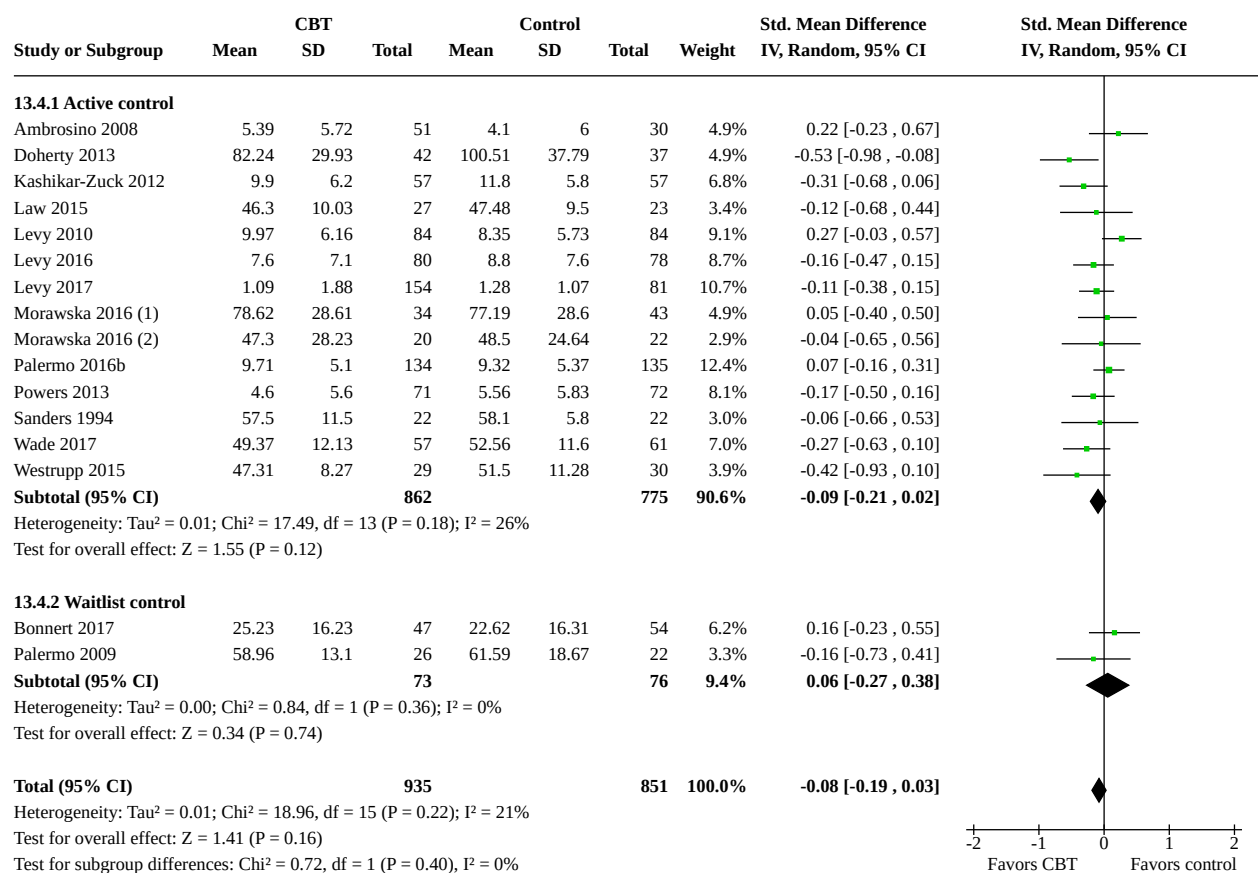 CBT Control Std. Mean Difference Std. Mean Difference
Study or Subgroup Mean SD Total Mean SD Total Weight IV, Random, 95% CI IV, Random, 95% CI
13.4.1 Active control
Ambrosino 2008 5.39 5.72 51 4.1 6 30 4.9% 0.22 [-0.23 , 0.67]
Doherty 2013 82.24 29.93 42 100.51 37.79 37 4.9% -0.53 [-0.98 , -0.08]
Kashikar-Zuck 2012 9.9 6.2 57 11.8 5.8 57 6.8% -0.31 [-0.68 , 0.06]
Law 2015 46.3 10.03 27 47.48 9.5 23 3.4% -0.12 [-0.68 , 0.44]
Levy 2010 9.97 6.16 84 8.35 5.73 84 9.1% 0.27 [-0.03 , 0.57]
Levy 2016 7.6 7.1 80 8.8 7.6 78 8.7% -0.16 [-0.47 , 0.15]
Levy 2017 1.09 1.88 154 1.28 1.07 81 10.7% -0.11 [-0.38 , 0.15]
Morawska 2016 (1) 78.62 28.61 34 77.19 28.6 43 4.9% 0.05 [-0.40 , 0.50]
Morawska 2016 (2) 47.3 28.23 20 48.5 24.64 22 2.9% -0.04 [-0.65 , 0.56]
Palermo 2016b 9.71 5.1 134 9.32 5.37 135 12.4% 0.07 [-0.16 , 0.31]
Powers 2013 4.6 5.6 71 5.56 5.83 72 8.1% -0.17 [-0.50 , 0.16]
Sanders 1994 57.5 11.5 22 58.1 5.8 22 3.0% -0.06 [-0.66 , 0.53]
Wade 2017 49.37 12.13 57 52.56 11.6 61 7.0% -0.27 [-0.63 , 0.10]
Westrupp 2015 47.31 8.27 29 51.5 11.28 30 3.9% -0.42 [-0.93 , 0.10]
Subtotal (95% CI) 862 775 90.6% -0.09 [-0.21 , 0.02]
Heterogeneity: Tau² = 0.01; Chi² = 17.49, df = 13 (P = 0.18); I² = 26%
Test for overall effect: Z = 1.55 (P = 0.12)
13.4.2 Waitlist control
Bonnert 2017 25.23 16.23 47 22.62 16.31 54 6.2% 0.16 [-0.23 , 0.55]
Palermo 2009 58.96 13.1 26 61.59 18.67 22 3.3% -0.16 [-0.73 , 0.41]
Subtotal (95% CI) 73 76 9.4% 0.06 [-0.27 , 0.38]
Heterogeneity: Tau² = 0.00; Chi² = 0.84, df = 1 (P = 0.36); I² = 0%
Test for overall effect: Z = 0.34 (P = 0.74)
Total (95% CI) 935 851 100.0% -0.08 [-0.19 , 0.03]
Heterogeneity: Tau² = 0.01; Chi² = 18.96, df = 15 (P = 0.22); I² = 21%
Test for overall effect: Z = 1.41 (P = 0.16)
-2 -1 0 1 2
Test for subgroup differences: Chi² = 0.72, df = 1 (P = 0.40), I² = 0%
Favors CBT Favors control